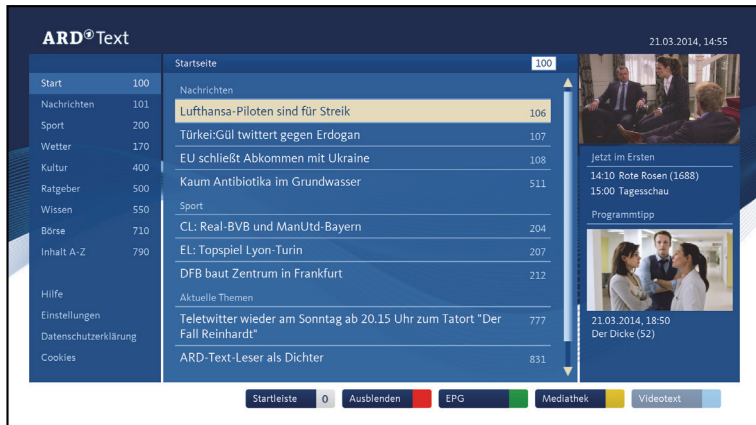 ARD Text
21.03.2014, 14:55
Startseite 100
Start 100
Nachrichten 101
Sport 200
Wetter 170
Kultur 400
Ratgeber 500
Wissen 550
Börse 710
Inhalt A-Z 790
Hilfe
Einstellungen
Datenschutzerklärung
Cookies
Nachrichten
Lufthansa-Piloten sind für Streik 106
Türkei:Gül twittert gegen Erdogan 107
EU schließt Abkommen mit Ukraine 108
Kaum Antibiotika im Grundwasser 511
Sport
CL: Real-BVB und ManUtd-Bayern 204
EL: Topspiel Lyon-Turin 207
DFB baut Zentrum in Frankfurt 212
Aktuelle Themen
Teletwitter wieder am Sonntag ab 20.15 Uhr zum Tatort "Der 777
Fall Reinhardt"
ARD-Text-Leser als Dichter 831
Jetzt im Ersten
14:10 Rote Rosen (1688)
15:00 Tagesschau
Programmtipp
21.03.2014, 18:50
Der Dicke (52)
Startleiste 0 Ausblenden EPG Mediathek Videotext